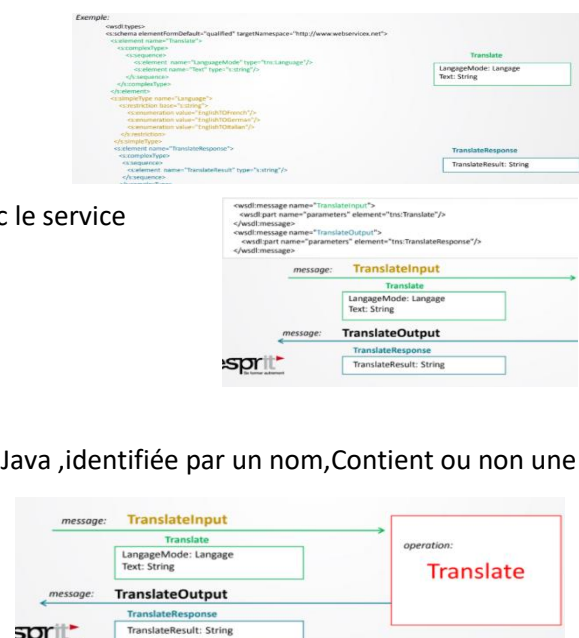 Exemple:
<wsdl:types>
<s:schema elementFormDefault="qualified" targetNamespace="http://www.webservicex.net">
<s:element name="Translate">
<s:complexType>
<s:sequence>
<s:element name="LanguageMode" type="tns:Language"/>
<s:element name="Text" type="s:string"/>
</s:sequence>
</s:complexType>
</s:element>
<s:simpleType name="Language">
<s:restriction base="s:string">
<s:enumeration value="EnglishTOFrench"/>
<s:enumeration value="EnglishTOGerman"/>
<s:enumeration value="EnglishTOItalian"/>
</s:restriction>
</s:simpleType>
<s:element name="TranslateResponse">
<s:complexType>
<s:sequence>
<s:element name="TranslateResult" type="s:string"/>
</s:sequence>
Translate
LangageMode: Langage
Text: String
TranslateResponse
TranslateResult: String
c le service
<wsdl:message name="TranslateInput">
<wsdl:part name="parameters" element="tns:Translate"/>
</wsdl:message>
<wsdl:message name="TranslateOutput">
<wsdl:part name="parameters" element="tns:TranslateResponse"/>
</wsdl:message>
message: TranslateInput
Translate
LangageMode: Langage
Text: String
message: TranslateOutput
TranslateResponse
TranslateResult: String
esprit
Se former autrement
Java ,identifiée par un nom,Contient ou non une
message: TranslateInput
Translate
LangageMode: Langage
Text: String
message: TranslateOutput
TranslateResponse
TranslateResult: String
operation:
Translate
sprit